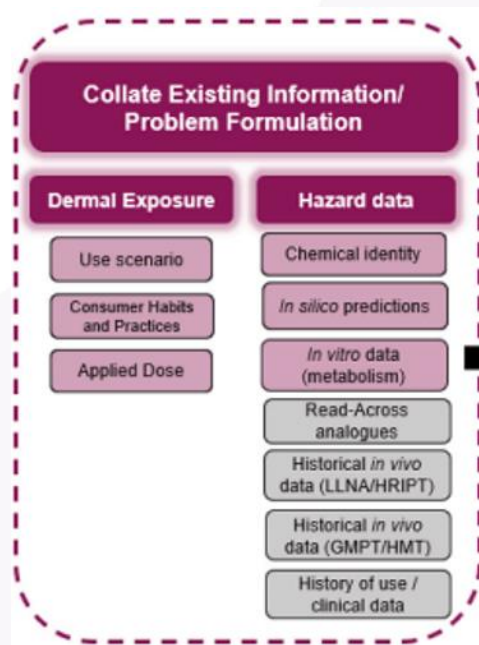 Collate Existing Information/
Problem Formulation
Dermal Exposure
Use scenario
Consumer Habits
and Practices
Applied Dose
Hazard data
Chemical identity
In silico predictions
In vitro data
(metabolism)
Read-Across
analogues
Historical in vivo
data (LLNA/HRIPT)
Historical in vivo
data (GMPT/HMT)
History of use /
clinical data